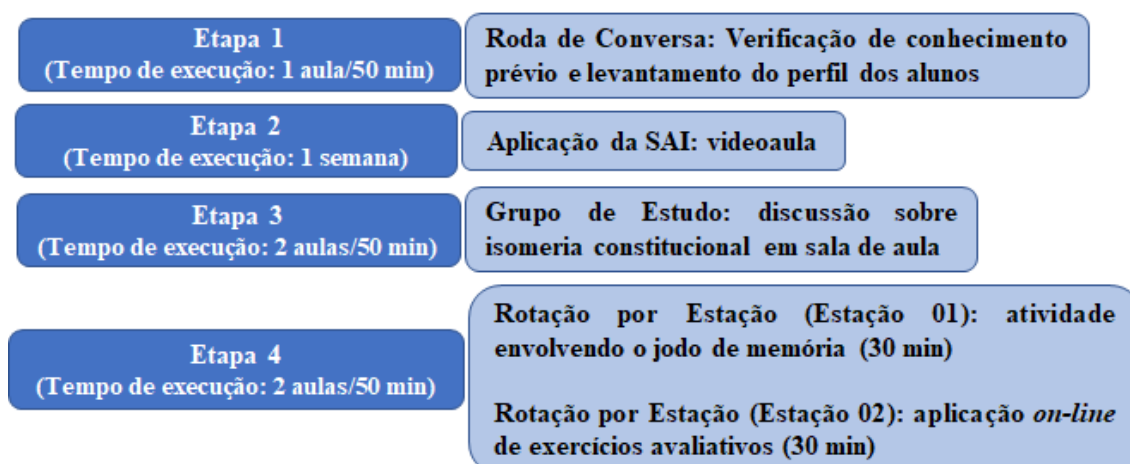 Etapa 1
(Tempo de execução: 1 aula/50 min)
Roda de Conversa: Verificação de conhecimento
prévio e levantamento do perfil dos alunos
Etapa 2
(Tempo de execução: 1 semana)
Aplicação da SAI: videoaula
Etapa 3
(Tempo de execução: 2 aulas/50 min)
Grupo de Estudo: discussão sobre
isomeria constitucional em sala de aula
Etapa 4
(Tempo de execução: 2 aulas/50 min)
Rotação por Estação (Estação 01): atividade
envolvendo o jodo de memória (30 min)
Rotação por Estação (Estação 02): aplicação on-line
de exercícios avaliativos (30 min)